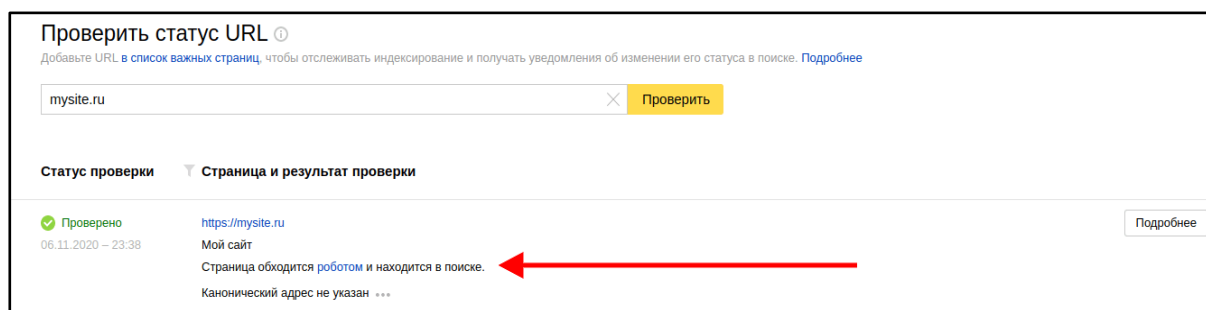 Проверить статус URL
Добавьте URL в список важных страниц, чтобы отслеживать индексирование и получать уведомления об изменении его статуса в поиске. Подробнее
mysite.ru
Проверить
Статус проверки
Страница и результат проверки
Проверено
https://mysite.ru
Подробнее
06.11.2020 – 23:38
Мой сайт
Страница обходится роботом и находится в поиске.
Канонический адрес не указан